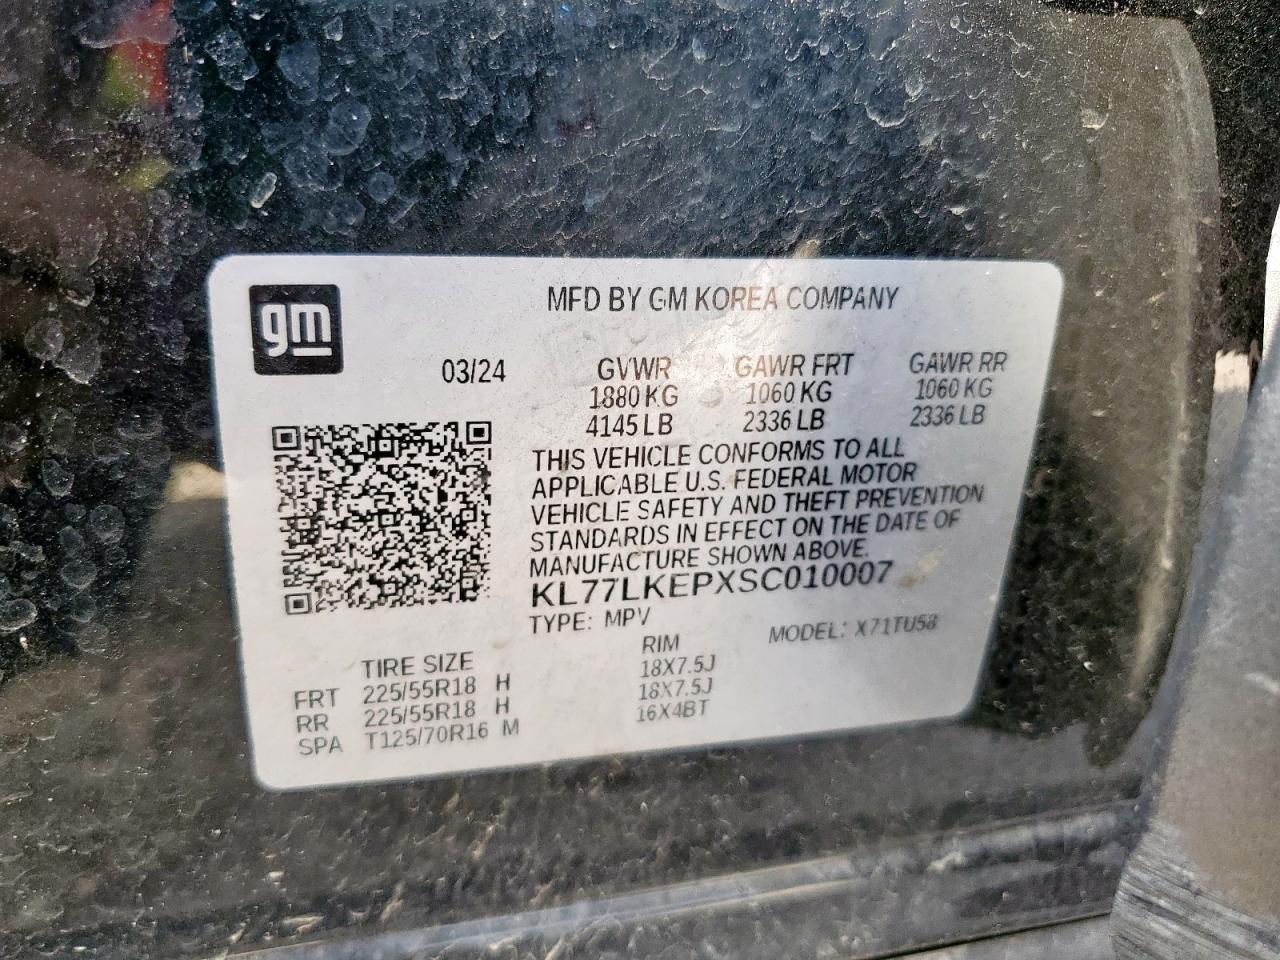 gm
MFD BY GM KOREA COMPANY
03/24 GVWR GAWR FRT GAWR RR
1880 KG 1060 KG 1060 KG
4145 LB 2336 LB 2336 LB
THIS VEHICLE CONFORMS TO ALL
APPLICABLE U.S. FEDERAL MOTOR
VEHICLE SAFETY AND THEFT PREVENTION
STANDARDS IN EFFECT ON THE DATE OF
MANUFACTURE SHOWN ABOVE.
KL77LKEPXSC010007
TYPE: MPV MODEL: X71TU58
TIRE SIZE RIM
FRT 225/55R18 H 18X7.5J
RR 225/55R18 H 18X7.5J
SPA T125/70R16 M 16X4BT